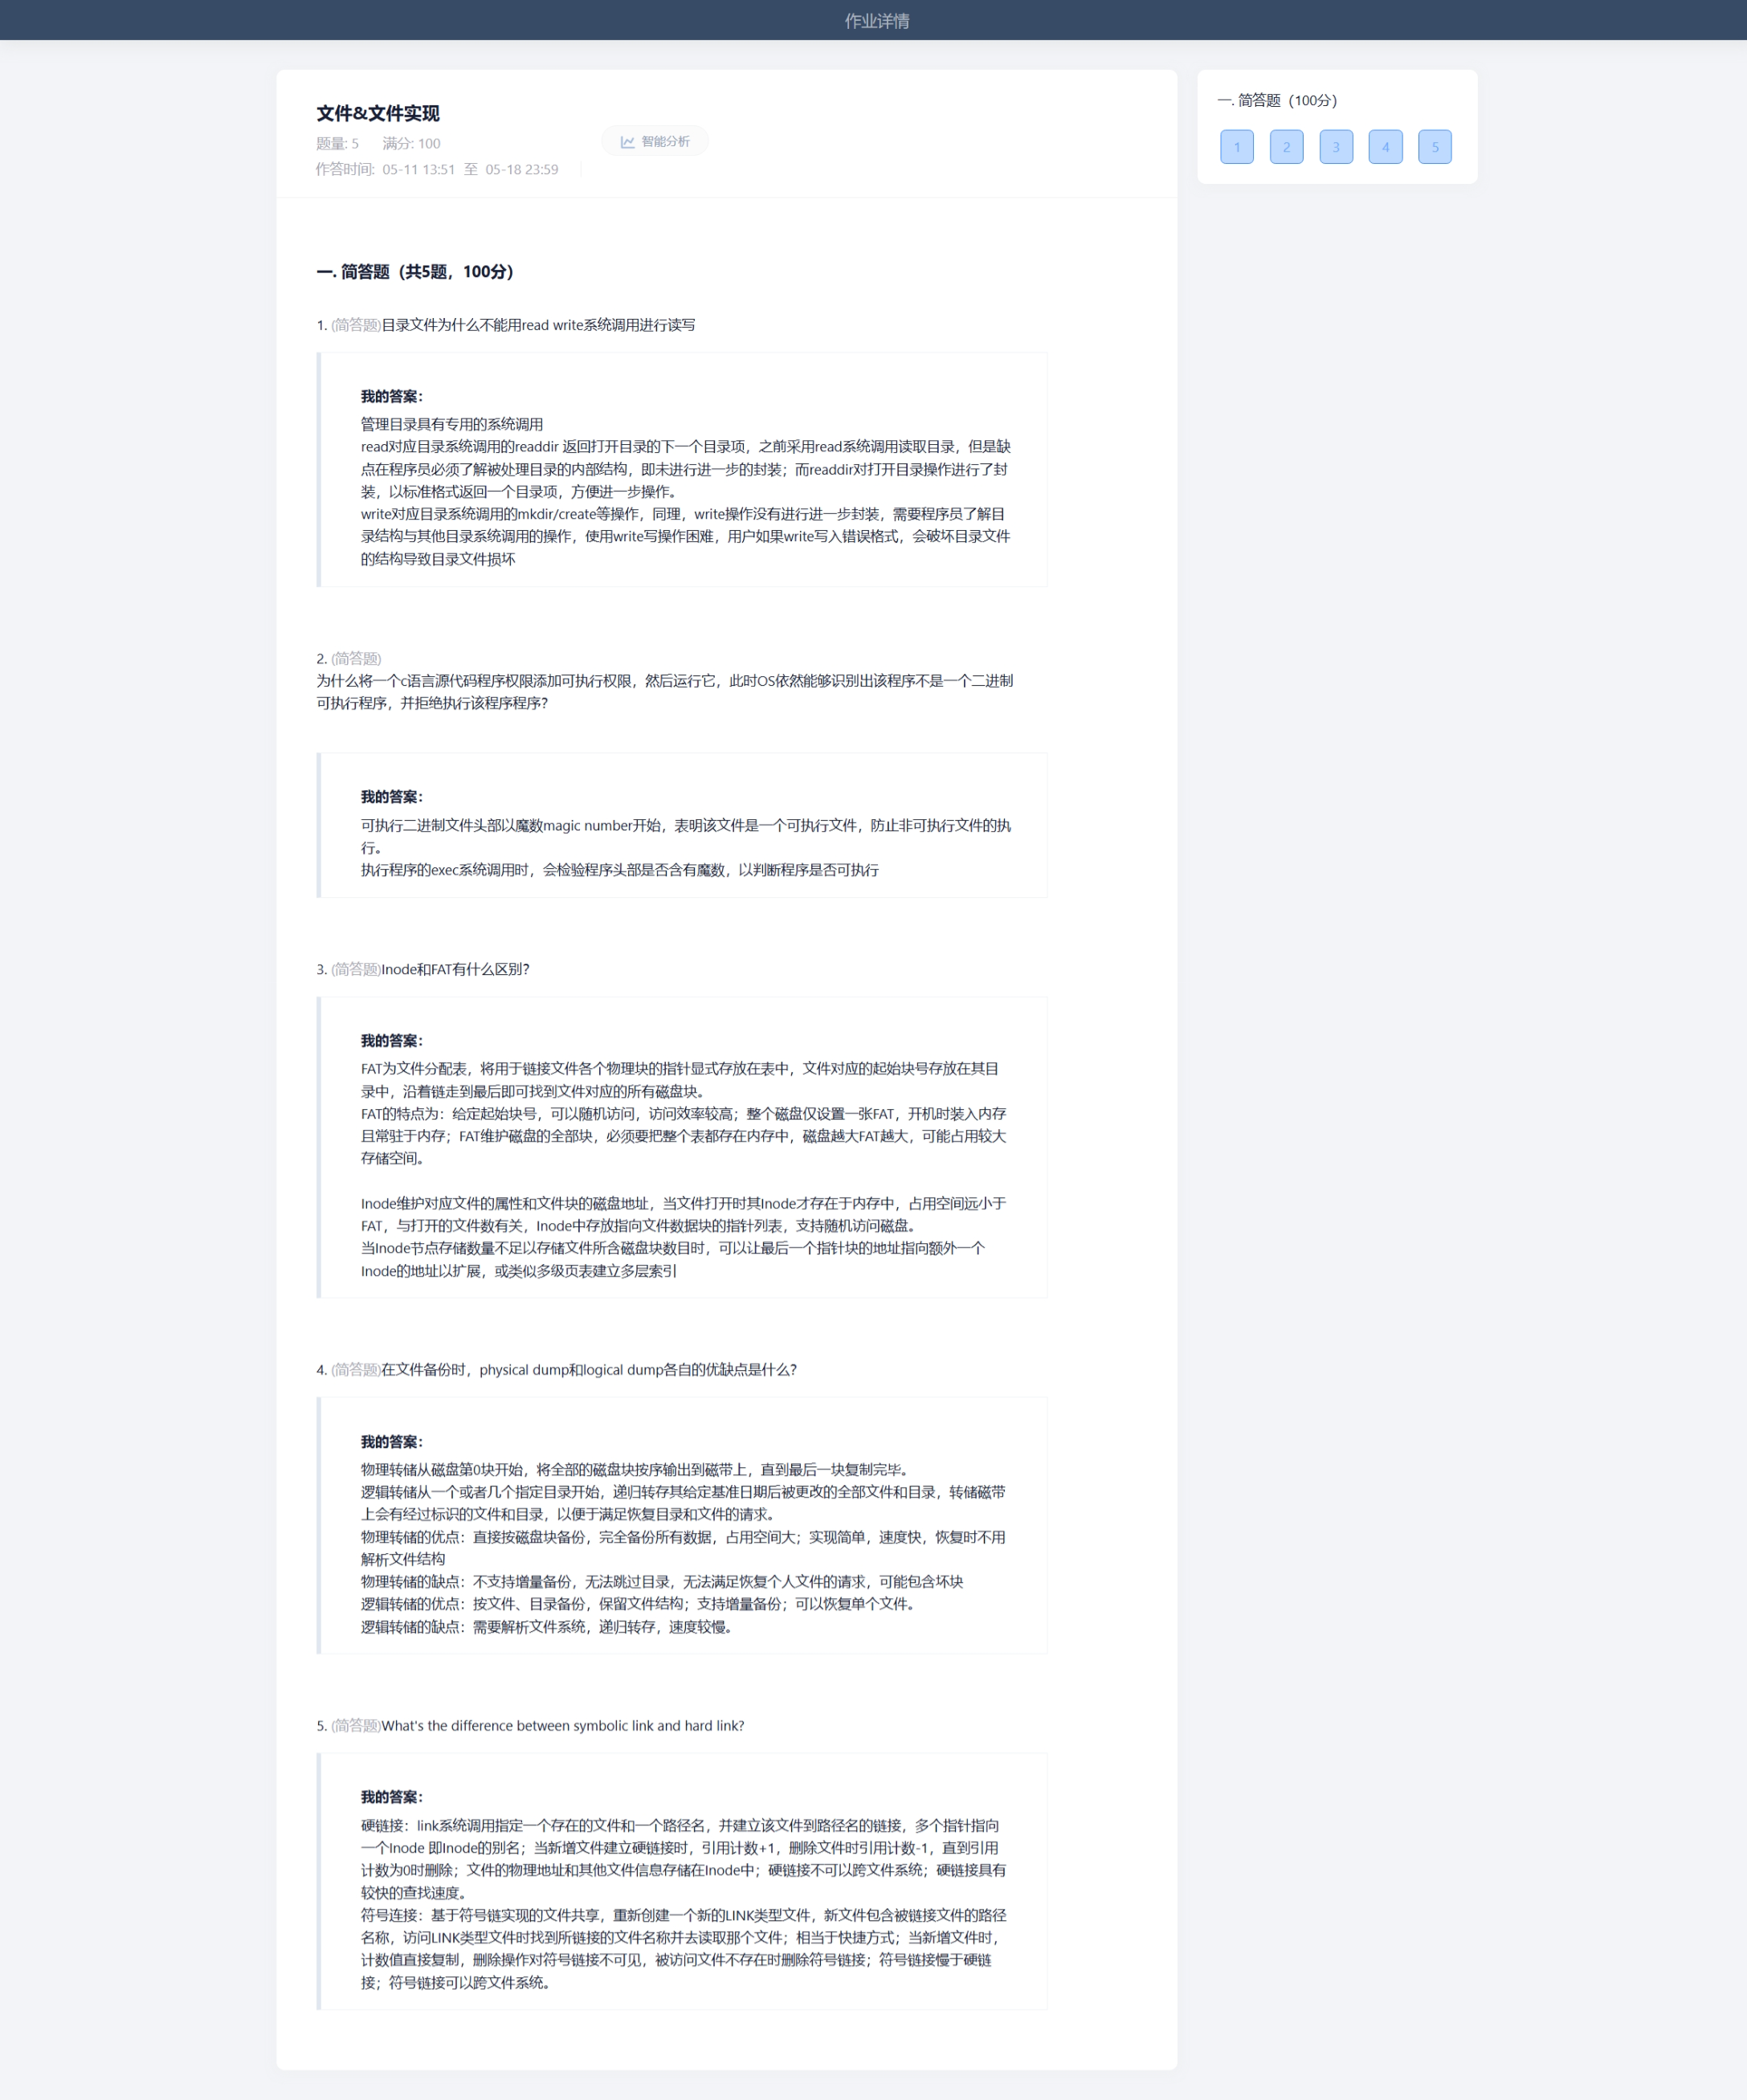 作业详情
文件&文件实现
题量: 5 满分: 100
作答时间: 05-11 13:51 至 05-18 23:59
智能分析
一. 简答题（100分）
1 2 3 4 5
一. 简答题（共5题，100分）
1. (简答题)目录文件为什么不能用read write系统调用进行读写
我的答案：
管理目录具有专用的系统调用
read对应目录系统调用的readdir 返回打开目录的下一个目录项，之前采用read系统调用读取目录，但是缺
点在程序员必须了解被处理目录的内部结构，即未进行进一步的封装；而readdir对打开目录操作进行了封
装，以标准格式返回一个目录项，方便进一步操作。
write对应目录系统调用的mkdir/create等操作，同理，write操作没有进行进一步封装，需要程序员了解目
录结构与其他目录系统调用的操作，使用write写操作困难，用户如果write写入错误格式，会破坏目录文件
的结构导致目录文件损坏
2. (简答题)
为什么将一个c语言源代码程序权限添加可执行权限，然后运行它，此时OS依然能够识别出该程序不是一个二进制
可执行程序，并拒绝执行该程序程序?
我的答案：
可执行二进制文件头部以魔数magic number开始，表明该文件是一个可执行文件，防止非可执行文件的执
行。
执行程序的exec系统调用时，会检验程序头部是否含有魔数，以判断程序是否可执行
3. (简答题)Inode和FAT有什么区别?
我的答案：
FAT为文件分配表，将用于链接文件各个物理块的指针显式存放在表中，文件对应的起始块号存放在其目
录中，沿着链走到最后即可找到文件对应的所有磁盘块。
FAT的特点为：给定起始块号，可以随机访问，访问效率较高；整个磁盘仅设置一张FAT，开机时装入内存
且常驻于内存；FAT维护磁盘的全部块，必须要把整个表都存在内存中，磁盘越大FAT越大，可能占用较大
存储空间。
Inode维护对应文件的属性和文件块的磁盘地址，当文件打开时其Inode才存在于内存中，占用空间远小于
FAT，与打开的文件数有关，Inode中存放指向文件数据块的指针列表，支持随机访问磁盘。
当Inode节点存储数量不足以存储文件所含磁盘块数目时，可以让最后一个指针块的地址指向额外一个
Inode的地址以扩展，或类似多级页表建立多层索引
4. (简答题)在文件备份时，physical dump和logical dump各自的优缺点是什么?
我的答案：
物理转储从磁盘第0块开始，将全部的磁盘块按序输出到磁带上，直到最后一块复制完毕。
逻辑转储从一个或者几个指定目录开始，递归转存其给定基准日期后被更改的全部文件和目录，转储磁带
上会有经过标识的文件和目录，以便于满足恢复目录和文件的请求。
物理转储的优点：直接按磁盘块备份，完全备份所有数据，占用空间大；实现简单，速度快，恢复时不用
解析文件结构
物理转储的缺点：不支持增量备份，无法跳过目录，无法满足恢复个人文件的请求，可能包含坏块
逻辑转储的优点：按文件、目录备份，保留文件结构；支持增量备份；可以恢复单个文件。
逻辑转储的缺点：需要解析文件系统，递归转存，速度较慢。
5. (简答题)What's the difference between symbolic link and hard link?
我的答案：
硬链接：link系统调用指定一个存在的文件和一个路径名，并建立该文件到路径名的链接，多个指针指向
一个Inode 即Inode的别名；当新增文件建立硬链接时，引用计数+1，删除文件时引用计数-1，直到引用
计数为0时删除；文件的物理地址和其他文件信息存储在Inode中；硬链接不可以跨文件系统；硬链接具有
较快的查找速度。
符号连接：基于符号链实现的文件共享，重新创建一个新的LINK类型文件，新文件包含被链接文件的路径
名称，访问LINK类型文件时找到所链接的文件名称并去读取那个文件；相当于快捷方式；当新增文件时，
计数值直接复制，删除操作对符号链接不可见，被访问文件不存在时删除符号链接；符号链接慢于硬链
接；符号链接可以跨文件系统。